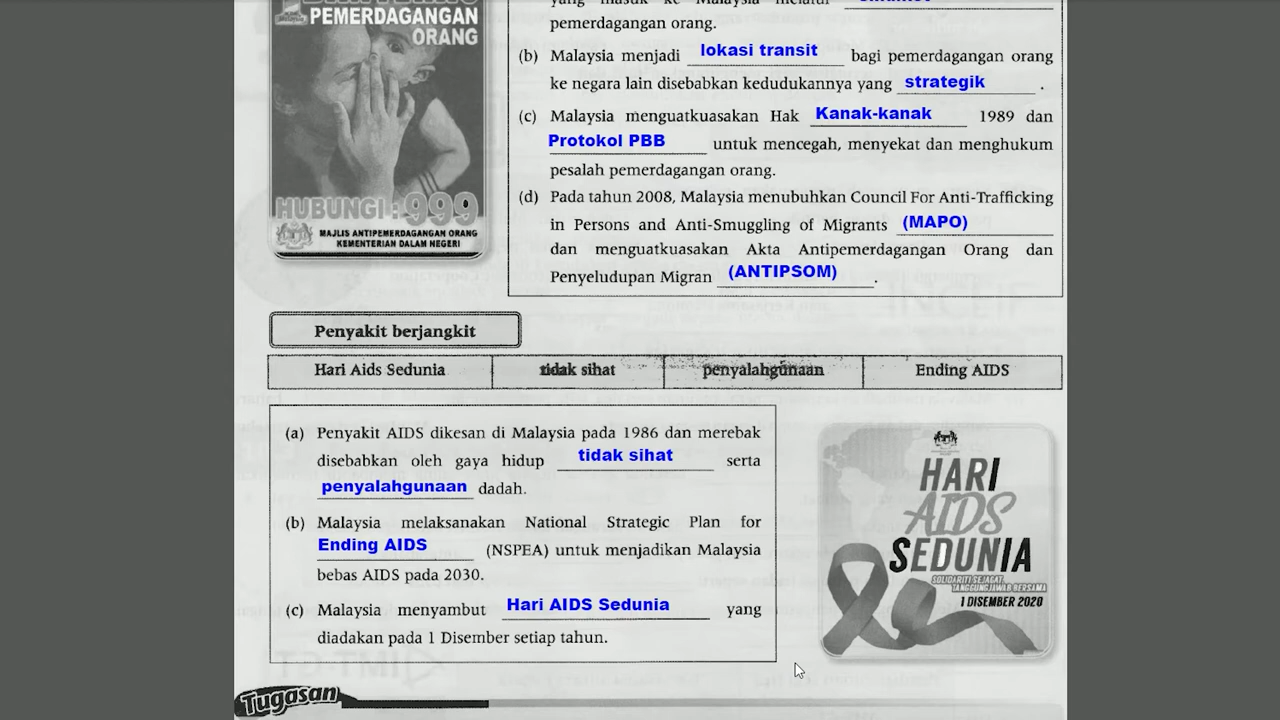 PEMERDAGANGAN
ORANG
HUBUNGI : 999
MAJLIS ANTIPEMERDAGANGAN ORANG
KEMENTERIAN DALAM NEGERI
yang masuk ke Malaysia melalui
pemerdagangan orang.
(b) Malaysia menjadi lokasi transit bagi pemerdagangan orang
ke negara lain disebabkan kedudukannya yang strategik .
(c) Malaysia menguatkuasakan Hak Kanak-kanak 1989 dan
Protokol PBB untuk mencegah, menyekat dan menghukum
pesalah pemerdagangan orang.
(d) Pada tahun 2008, Malaysia menubuhkan Council For Anti-Trafficking
in Persons and Anti-Smuggling of Migrants (MAPO)
dan menguatkuasakan Akta Antipemerdagangan Orang dan
Penyeludupan Migran (ANTIPSOM) .
Penyakit berjangkit
Hari Aids Sedunia tidak sihat penyalahgunaan Ending AIDS
(a) Penyakit AIDS dikesan di Malaysia pada 1986 dan merebak
disebabkan oleh gaya hidup tidak sihat serta
penyalahgunaan dadah.
(b) Malaysia melaksanakan National Strategic Plan for
Ending AIDS (NSPEA) untuk menjadikan Malaysia
bebas AIDS pada 2030.
(c) Malaysia menyambut Hari AIDS Sedunia yang
diadakan pada 1 Disember setiap tahun.
HARI
AIDS
SEDUNIA
SOLIDARITI SEJAGAT,
TANGGUNGJAWAB BERSAMA
1 DISEMBER 2020
Tugasan